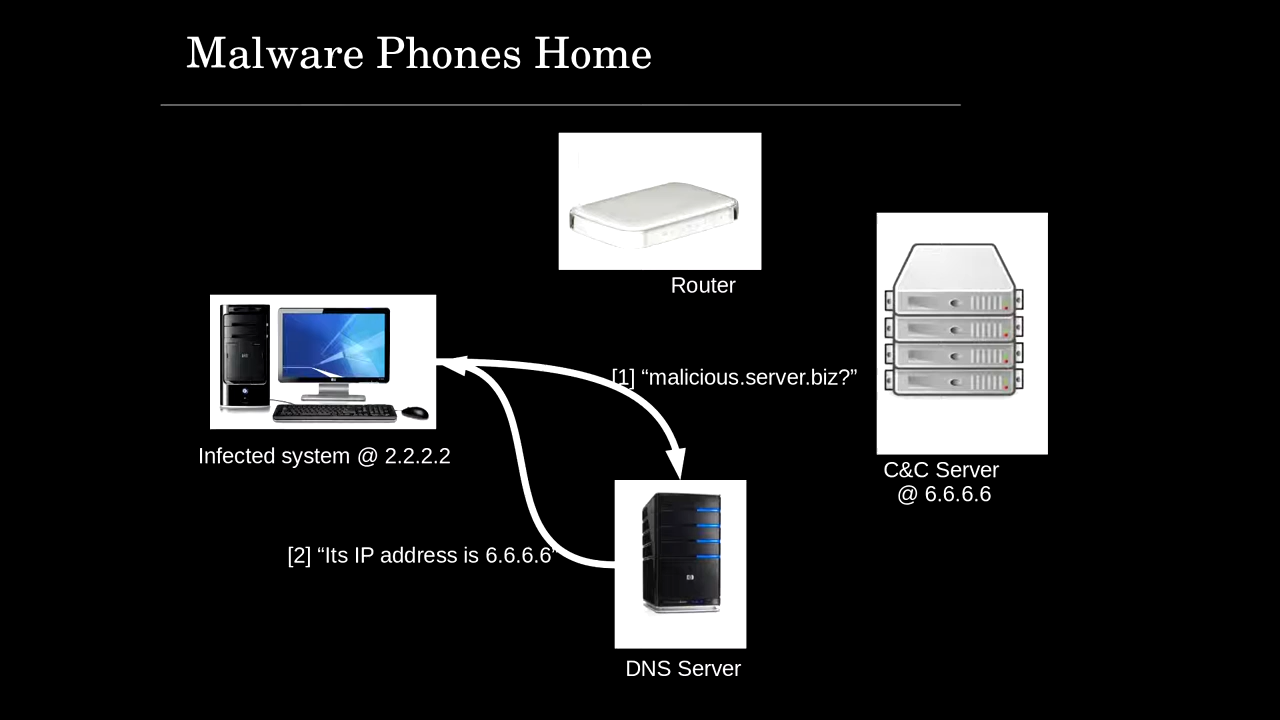 Malware Phones Home
Router
[1] “malicious.server.biz?”
Infected system @ 2.2.2.2
C&C Server
@ 6.6.6.6
[2] “Its IP address is 6.6.6.6”
DNS Server